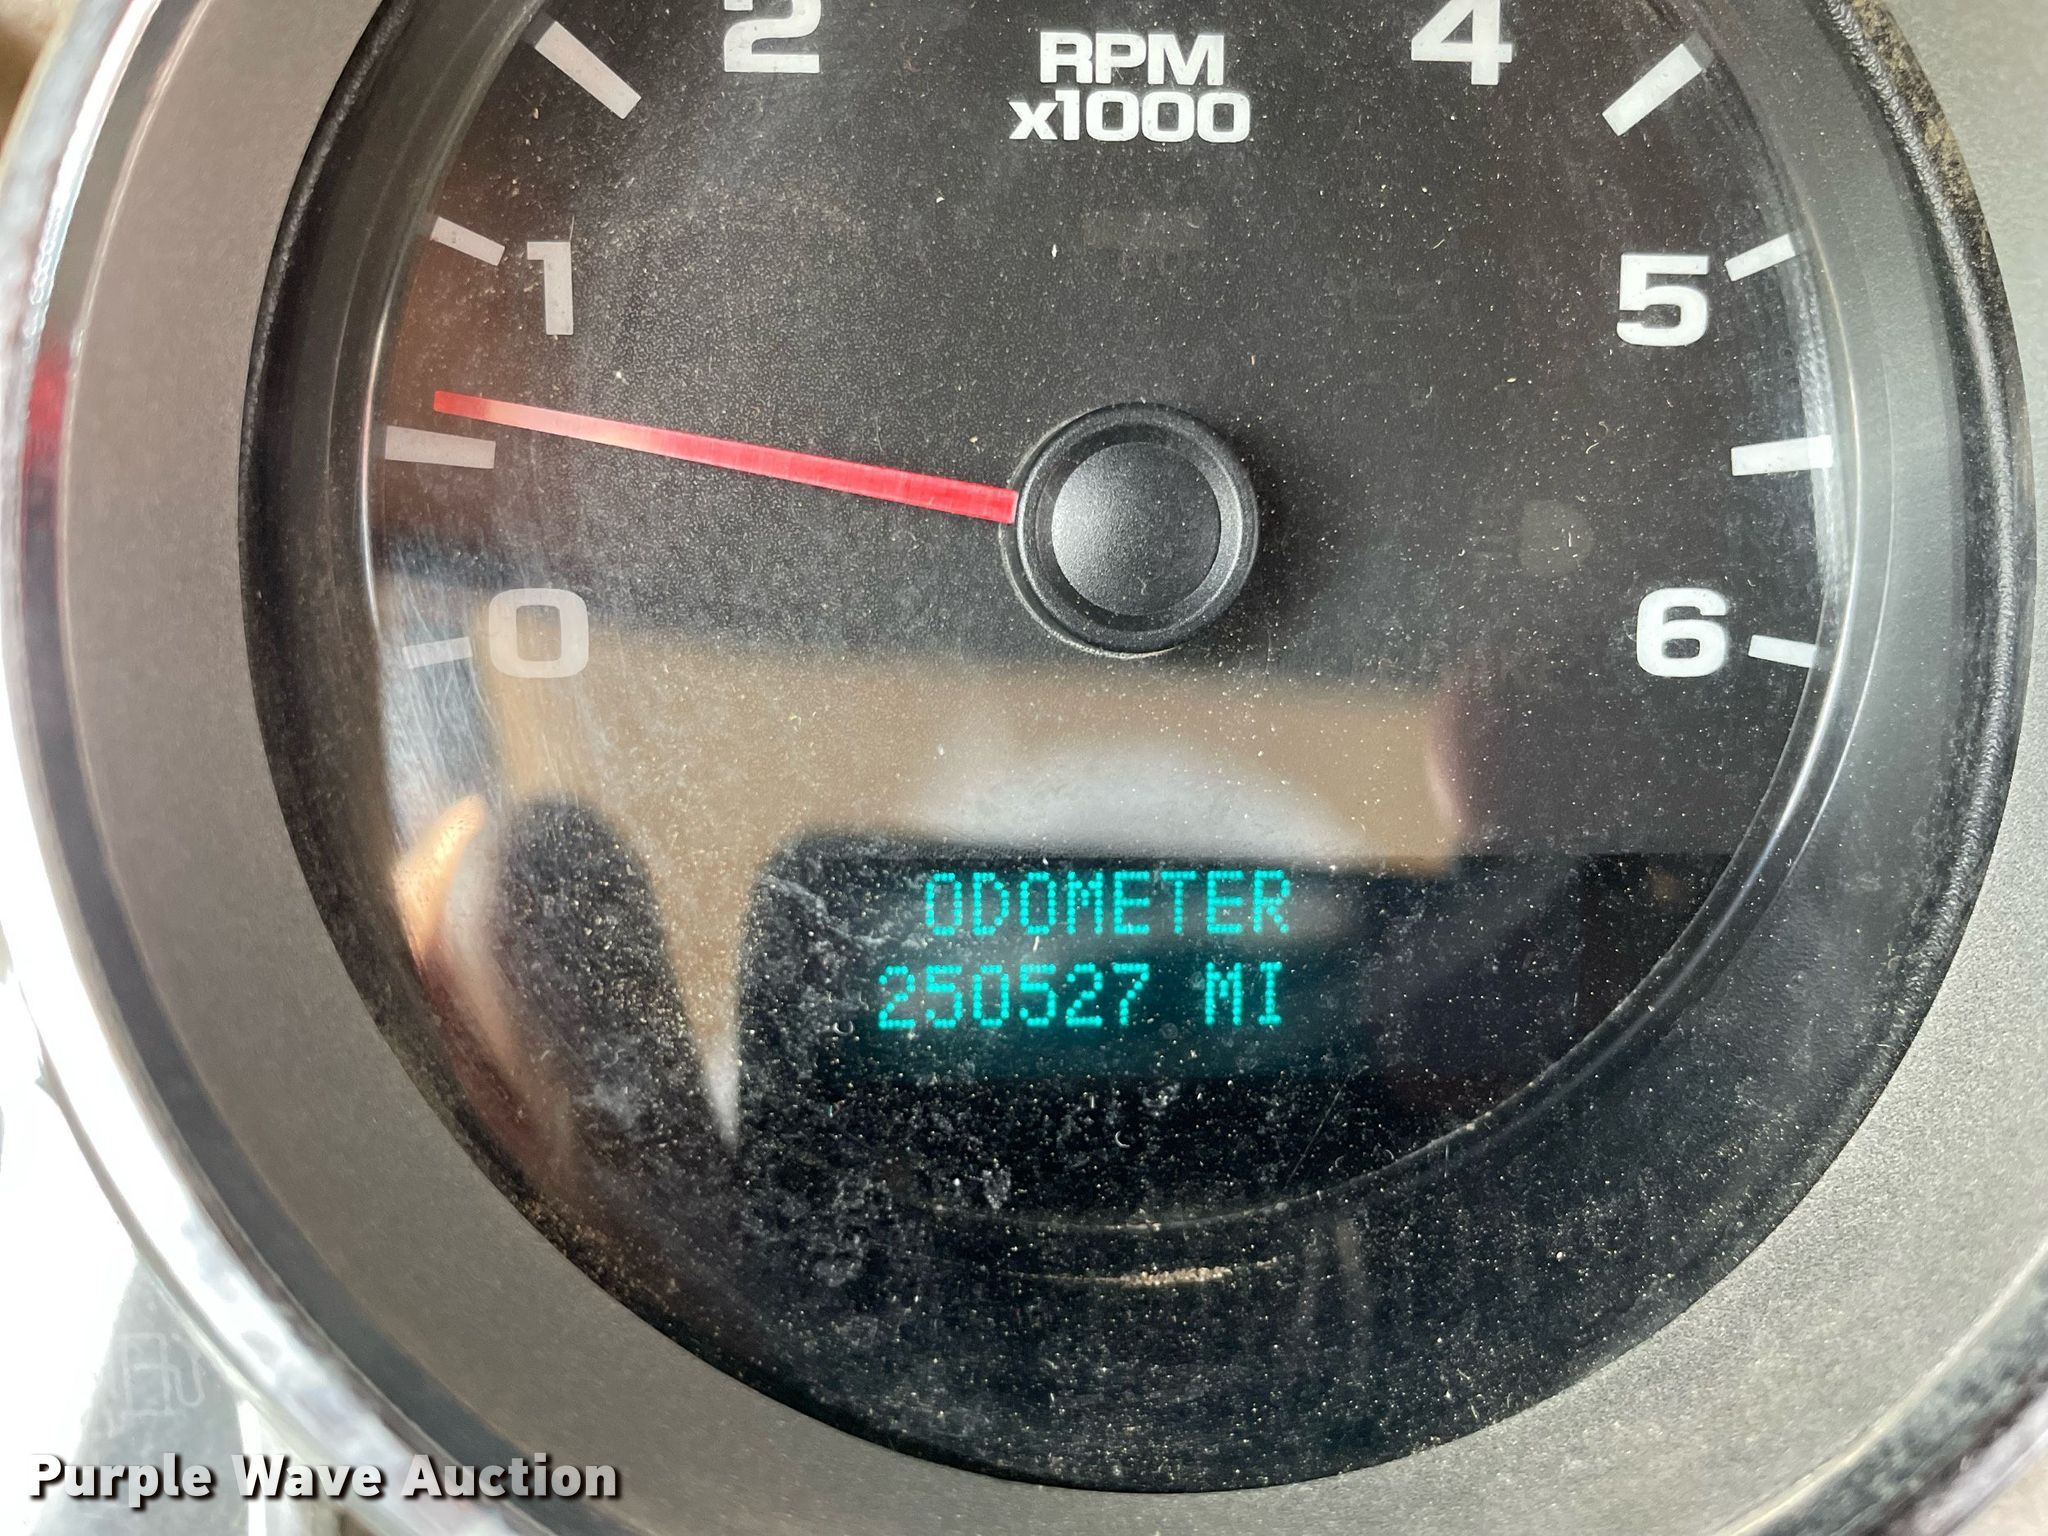 2
4
RPM
x1000
1
5
0
6
ODOMETER
250527 MI
Purple Wave Auction